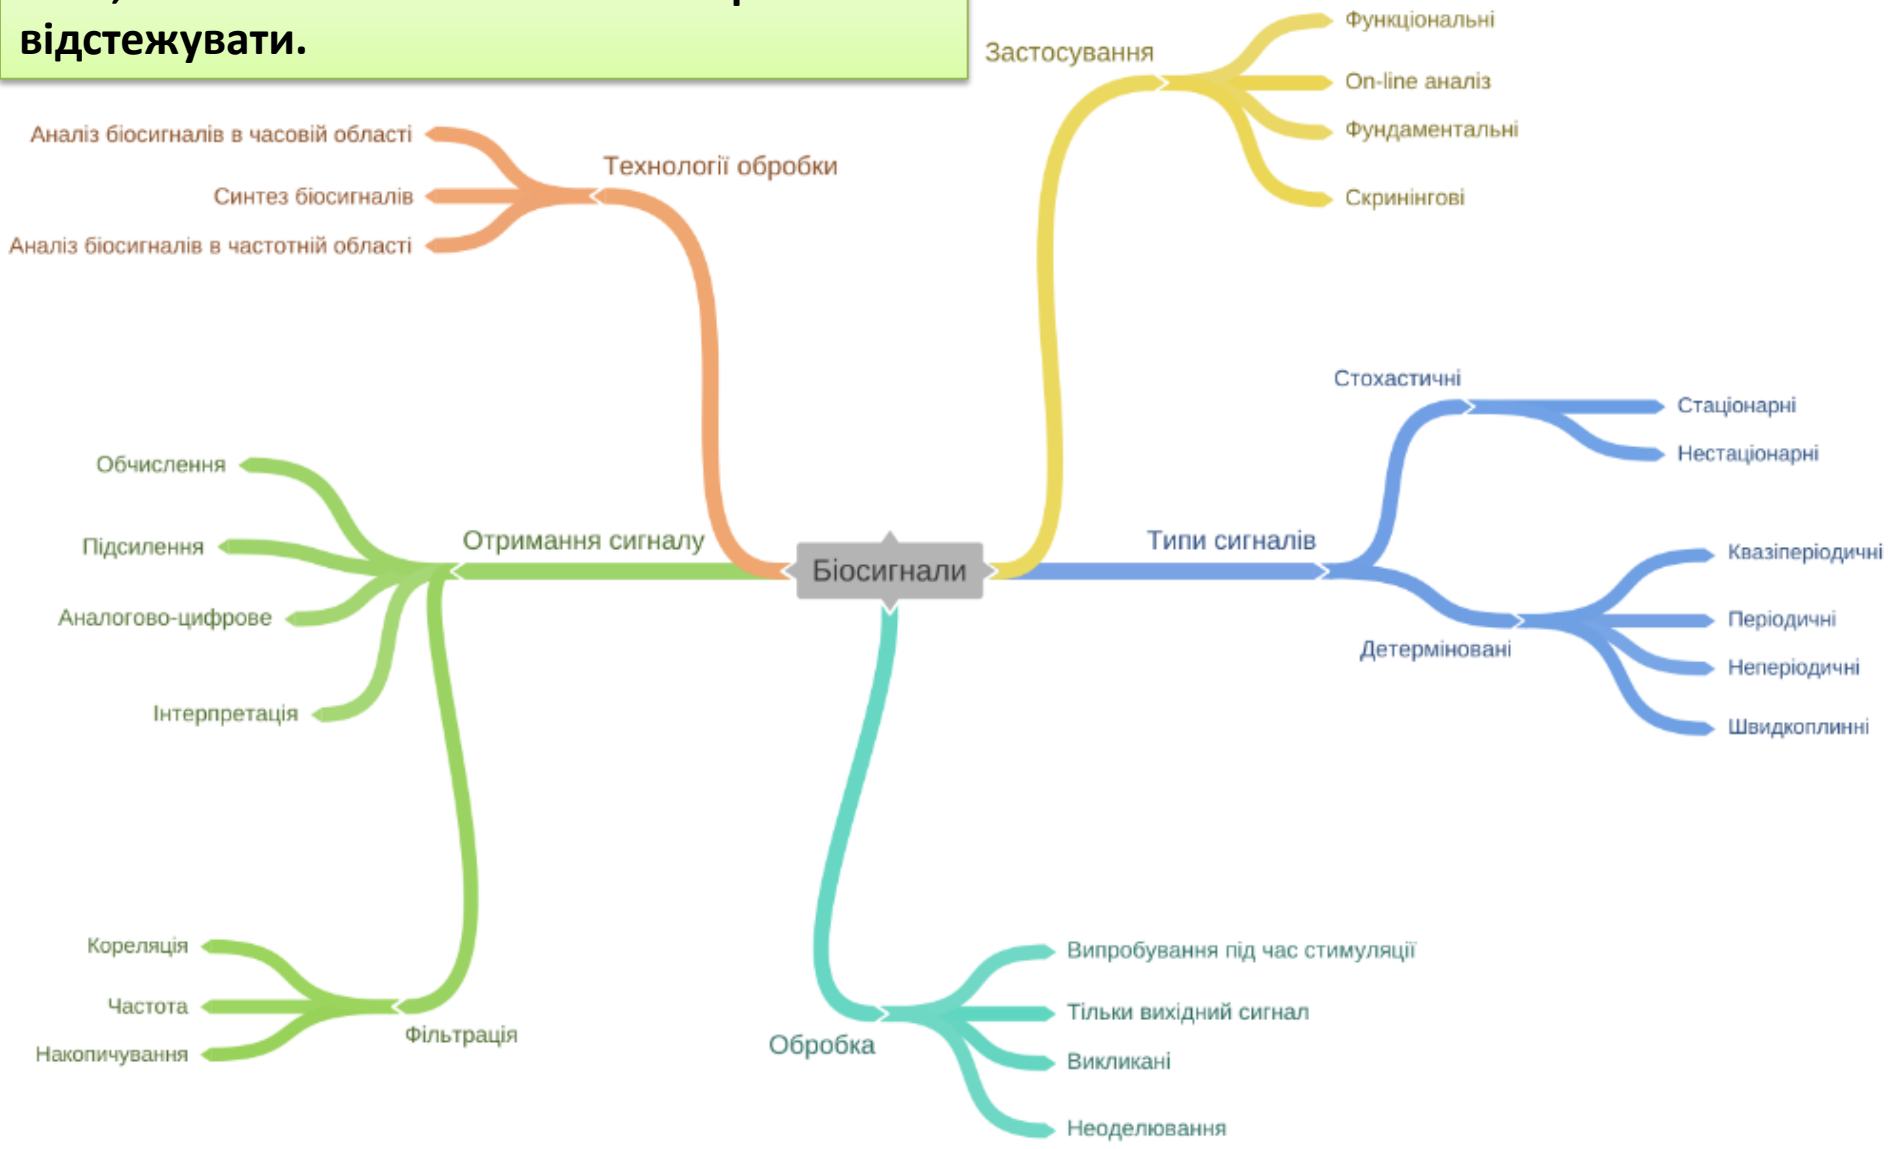 відстежувати.
Застосування
Функціональні
On-line аналіз
Фундаментальні
Скринінгові
Технології обробки
Аналіз біосигналів в часовій області
Синтез біосигналів
Аналіз біосигналів в частотній області
Типи сигналів
Стохастичні
Стаціонарні
Нестаціонарні
Детерміновані
Квазіперіодичні
Періодичні
Неперіодичні
Швидкоплинні
Біосигнали
Отримання сигналу
Обчислення
Підсилення
Аналогово-цифрове
Інтерпретація
Фільтрація
Кореляція
Частота
Накопичування
Обробка
Випробування під час стимуляції
Тільки вихідний сигнал
Викликані
Неоделювання